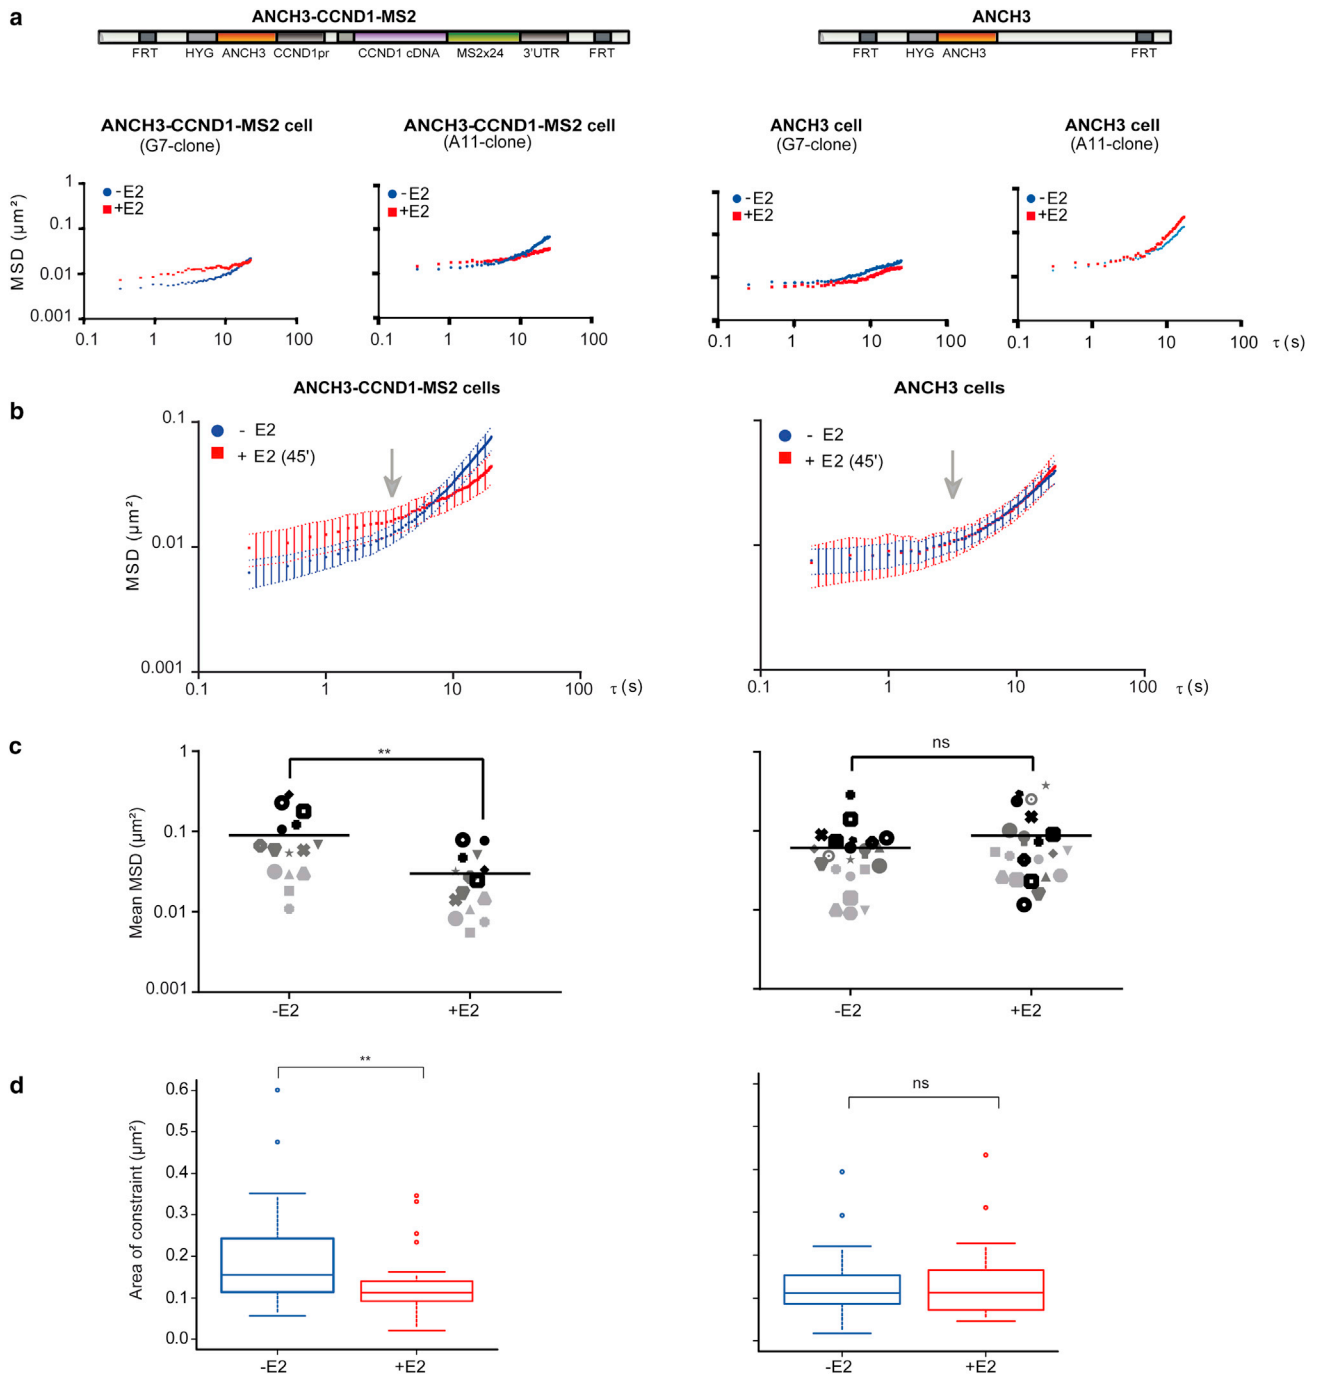 a
ANCH3-CCND1-MS2
FRT HYG ANCH3 CCND1pr CCND1 cDNA MS2x24 3'UTR FRT
ANCH3
FRT HYG ANCH3 FRT
ANCH3-CCND1-MS2 cell
(G7-clone)
MSD (µm²)
1
0.1
0.01
0.001
-E2
+E2
0.1 1 10 100
ANCH3-CCND1-MS2 cell
(A11-clone)
-E2
+E2
0.1 1 10 100
ANCH3 cell
(G7-clone)
-E2
+E2
0.1 1 10 100
ANCH3 cell
(A11-clone)
-E2
+E2
0.1 1 10 100 τ (s)
b
ANCH3-CCND1-MS2 cells
MSD (µm²)
0.1
0.01
0.001
- E2
+ E2 (45')
0.1 1 10 100 τ (s)
ANCH3 cells
- E2
+ E2 (45')
0.1 1 10 100 τ (s)
c
Mean MSD (µm²)
1
0.1
0.01
0.001
**
-E2 +E2
ns
-E2 +E2
d
Area of constraint (µm²)
0.6
0.5
0.4
0.3
0.2
0.1
0.0
**
-E2 +E2
ns
-E2 +E2